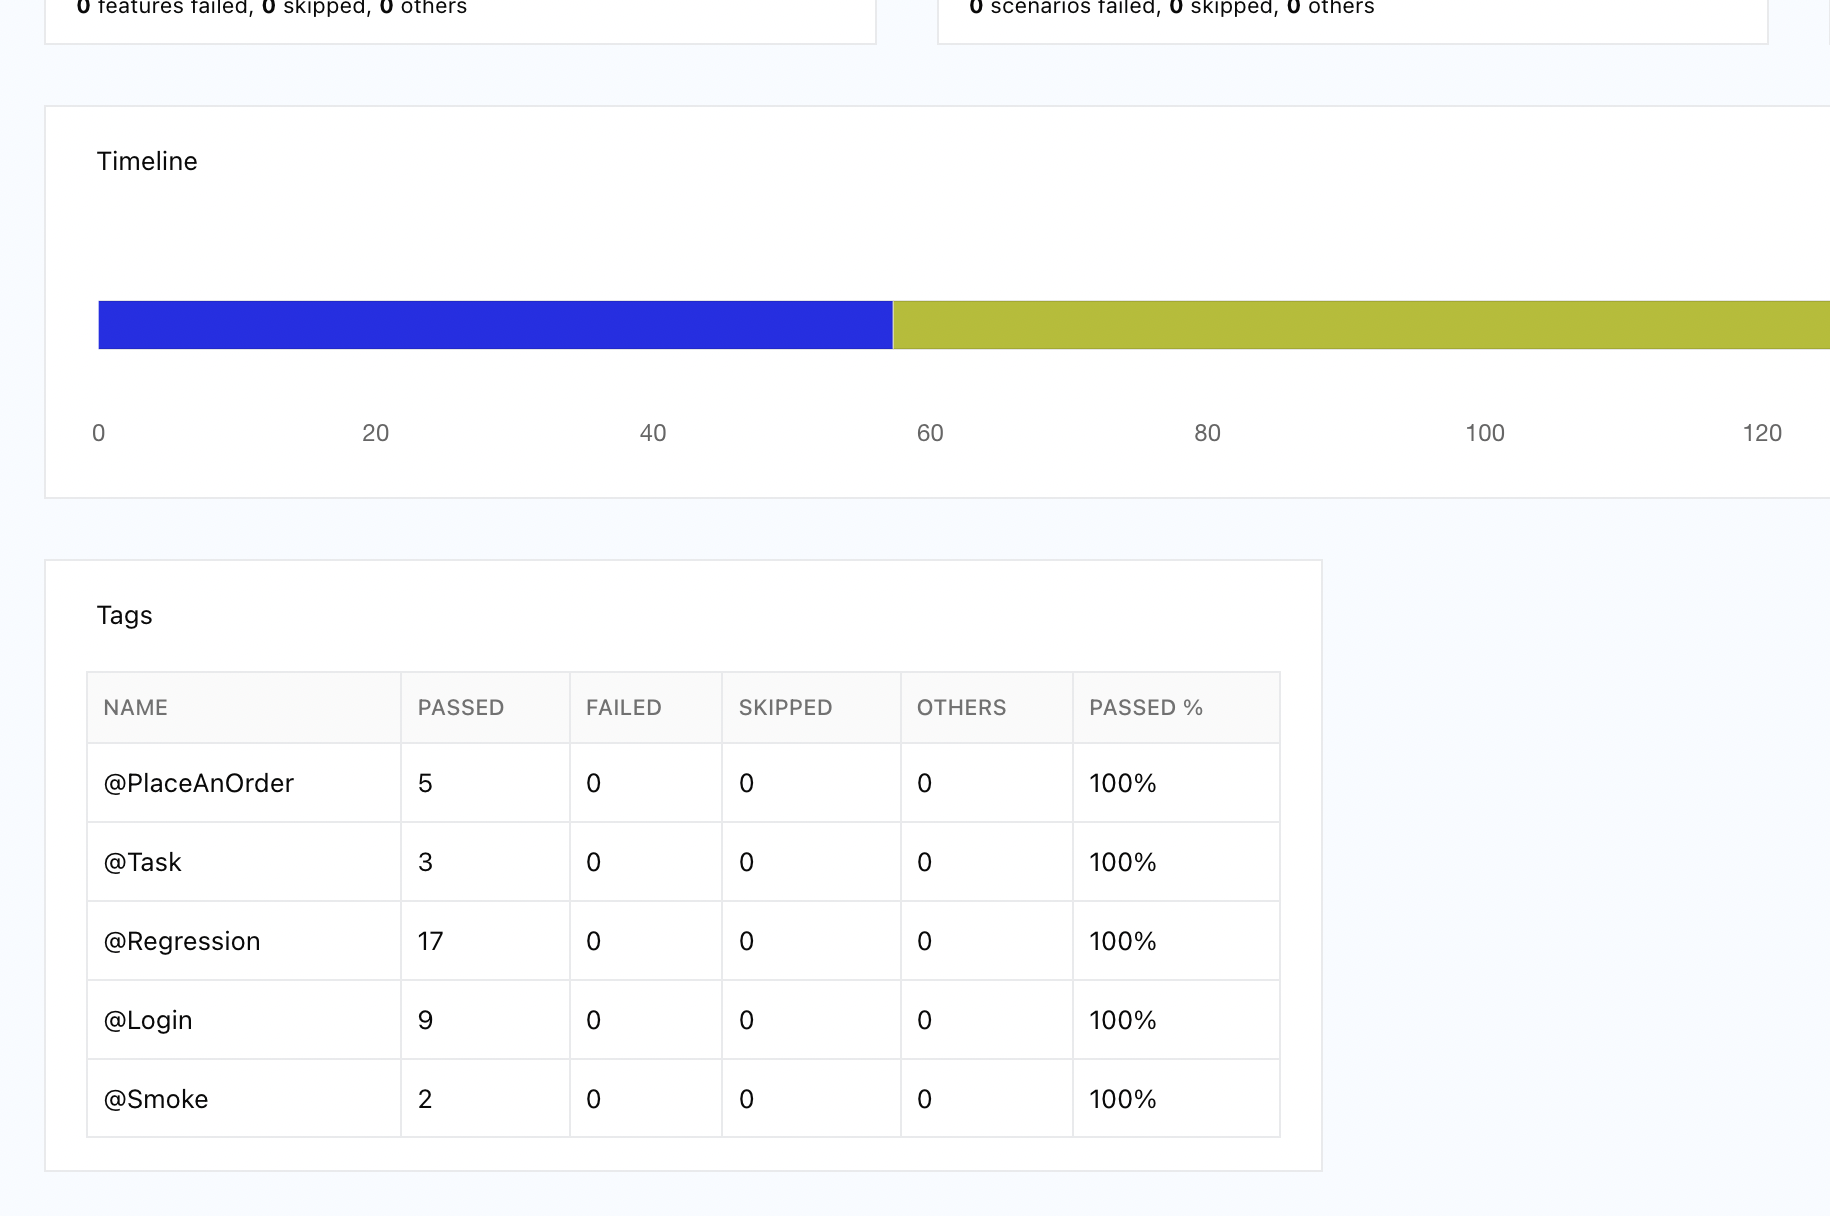 0 features failed, 0 skipped, 0 others
0 scenarios failed, 0 skipped, 0 others
Timeline
0 20 40 60 80 100 120
Tags
NAME PASSED FAILED SKIPPED OTHERS PASSED %
@PlaceAnOrder 5 0 0 0 100%
@Task 3 0 0 0 100%
@Regression 17 0 0 0 100%
@Login 9 0 0 0 100%
@Smoke 2 0 0 0 100%